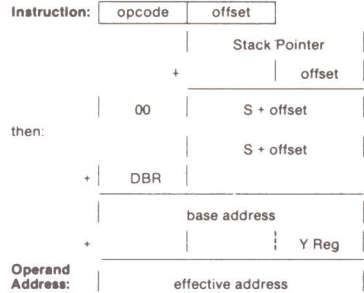 Instruction: opcode offset
Stack Pointer
+ offset
00 S + offset
then:
S + offset
+ DBR
base address
+ Y Reg
Operand
Address: effective address